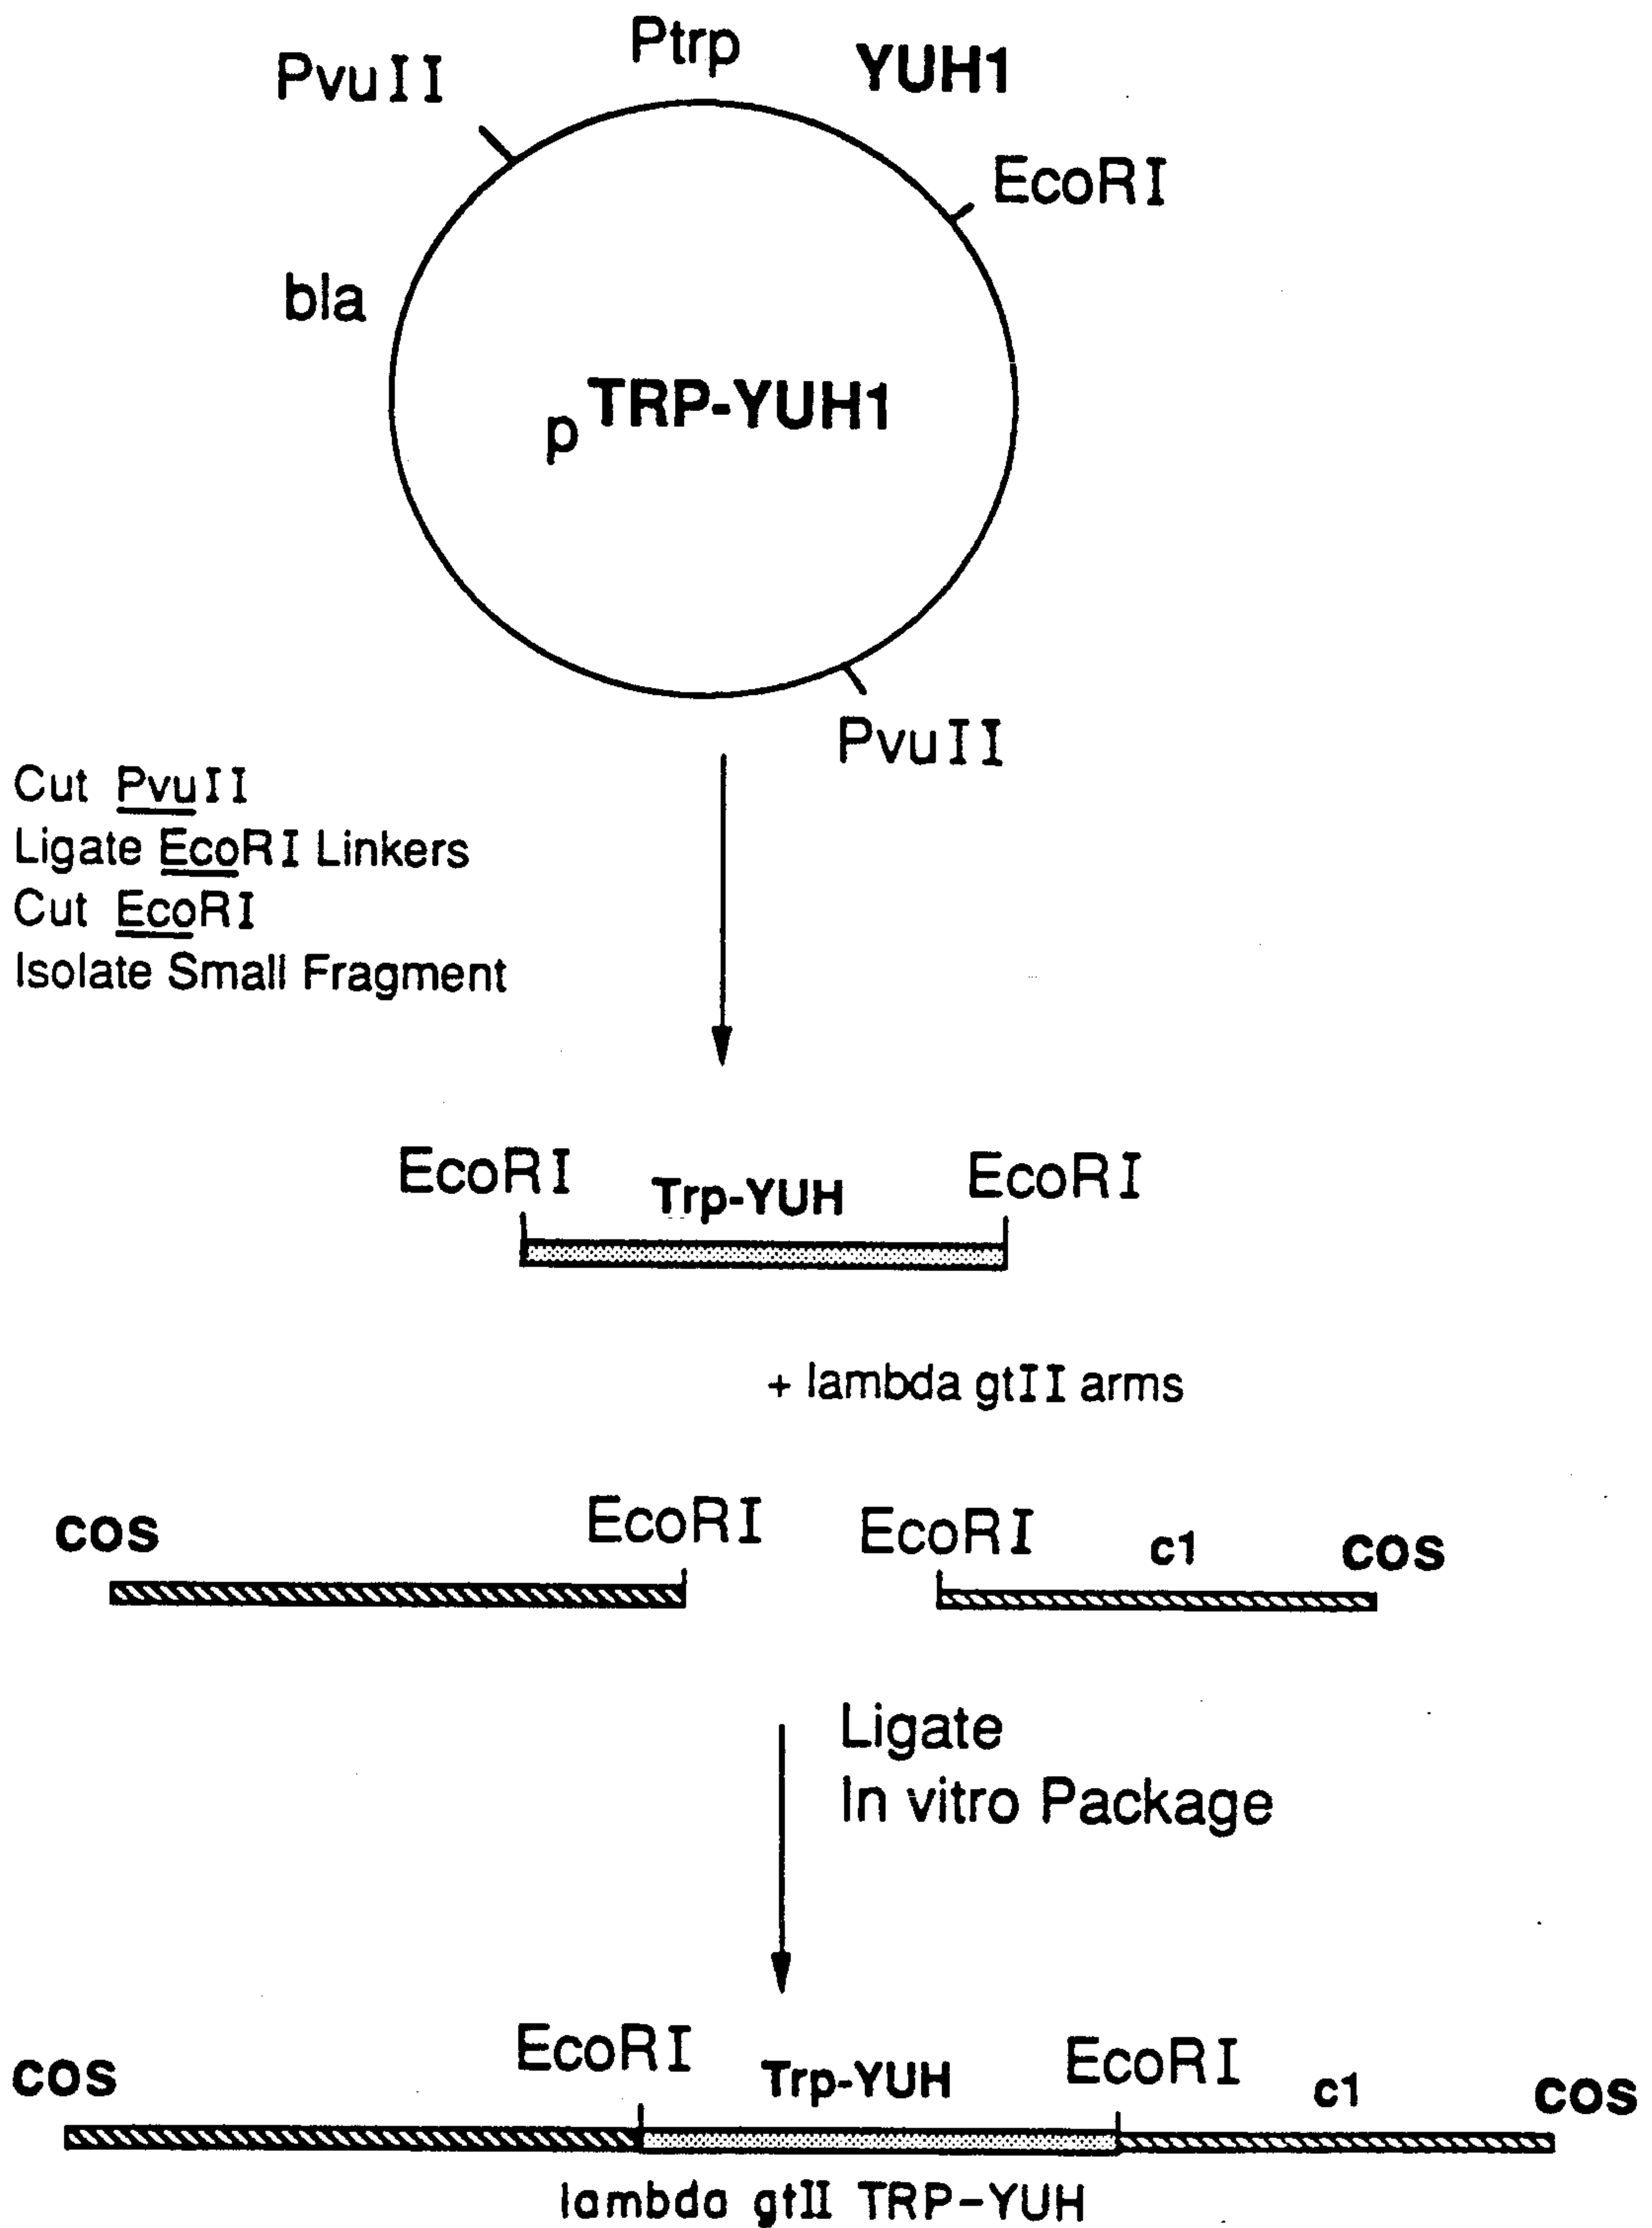 Ptrp
YUH1
PvuII
EcoRI
bla
pTRP-YUH1
PvuII
Cut PvuII
Ligate EcoRI Linkers
Cut EcoRI
Isolate Small Fragment
EcoRI Trp-YUH EcoRI
+ lambda gtII arms
cos EcoRI EcoRI c1 cos
Ligate
In vitro Package
cos EcoRI Trp-YUH EcoRI c1 cos
lambda gtII TRP-YUH